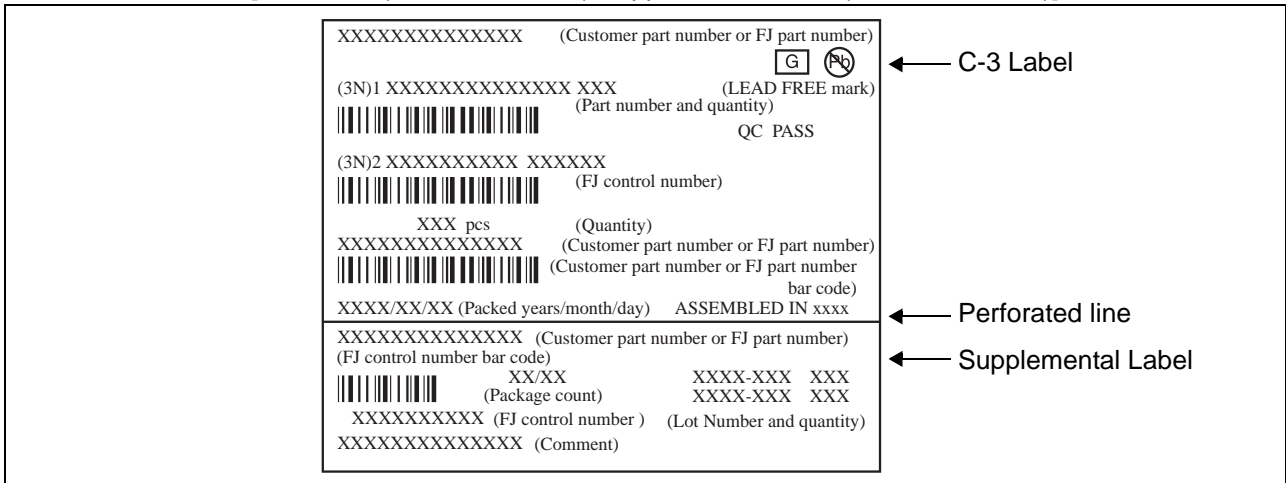 XXXXXXXXXXXXXX (Customer part number or FJ part number)
G Pb
C-3 Label
(3N)1 XXXXXXXXXXXXXX XXX (LEAD FREE mark)
(Part number and quantity)
QC PASS
(3N)2 XXXXXXXXXX XXXXXX
(FJ control number)
XXX pcs (Quantity)
XXXXXXXXXXXXXX (Customer part number or FJ part number)
(Customer part number or FJ part number
bar code)
XXXX/XX/XX (Packed years/month/day) ASSEMBLED IN xxxx
Perforated line
XXXXXXXXXXXXXX (Customer part number or FJ part number)
(FJ control number bar code)
Supplemental Label
XX/XX XXXX-XXX XXX
(Package count) XXXX-XXX XXX
XXXXXXXXXX (FJ control number ) (Lot Number and quantity)
XXXXXXXXXXXXXX (Comment)